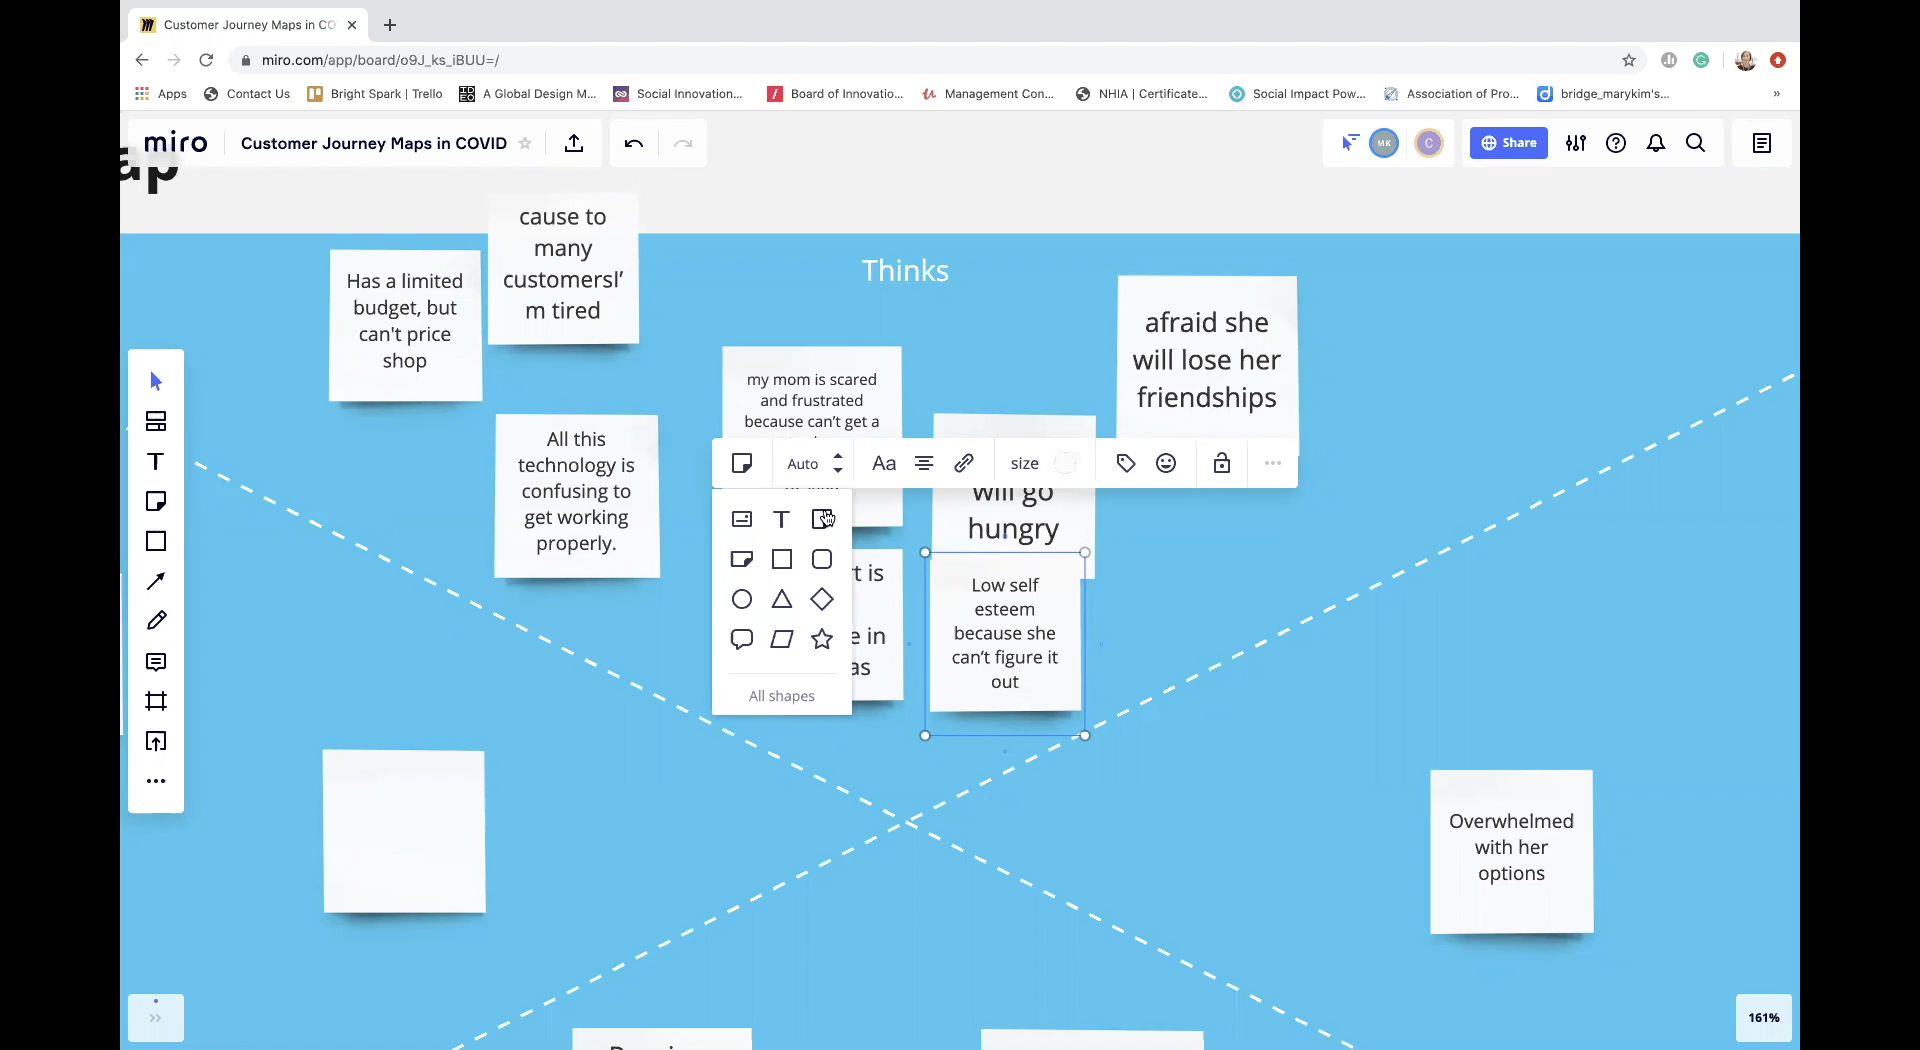 Customer Journey Maps in CO
miro.com/app/board/o9J_ks_iBUU=/
Apps
Contact Us
Bright Spark | Trello
A Global Design M...
Social Innovation...
Board of Innovatio...
Management Con...
NHIA | Certificate...
Social Impact Pow...
Association of Pro...
bridge_marykim's...
»
miro
Customer Journey Maps in COVID
MK
C
Share
ap
Thinks
cause to
many
customersI'
m tired
Has a limited
budget, but
can't price
shop
All this
technology is
confusing to
get working
properly.
my mom is scared
and frustrated
because can't get a
afraid she
will lose her
friendships
Auto
Aa
size
will go
hungry
t is
e in
as
All shapes
Low self
esteem
because she
can't figure it
out
Overwhelmed
with her
options
161%